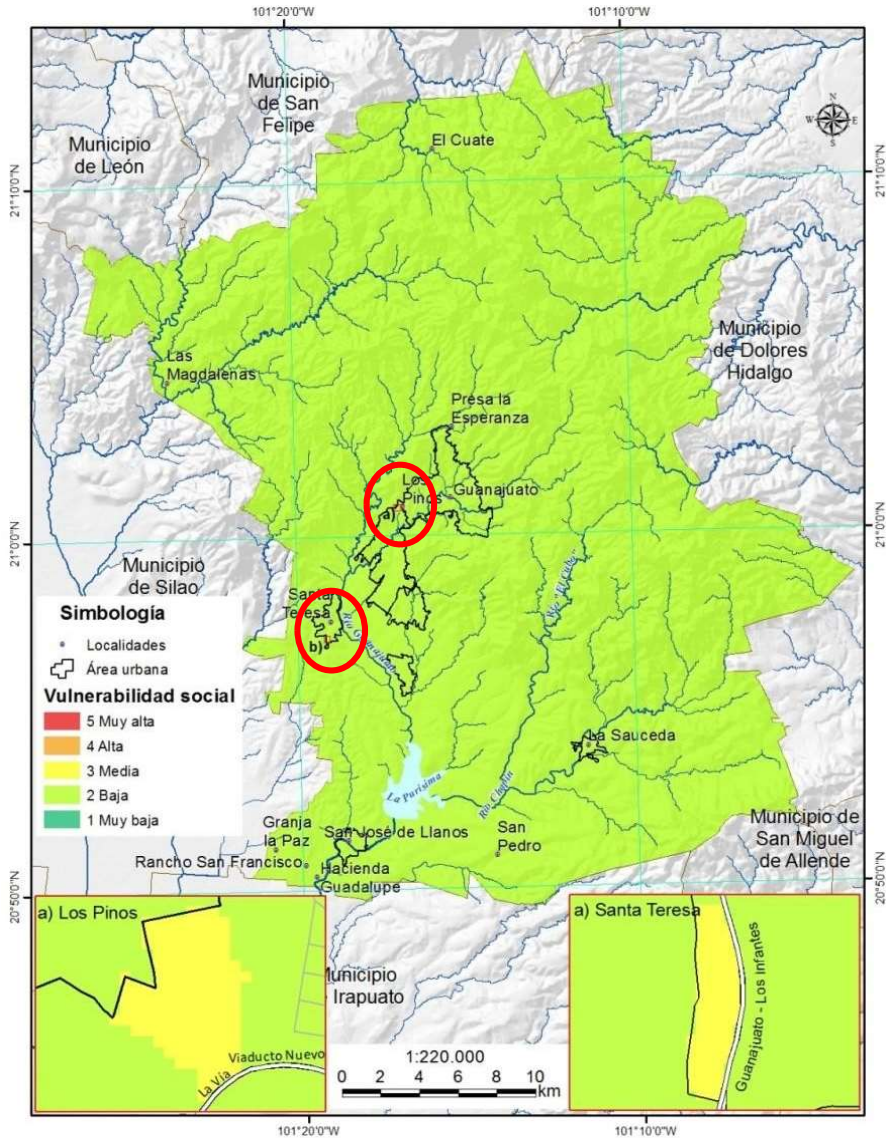 101°20'0"W
101°10'0"W
Municipio
de San
Felipe
Municipio
de León
El Cuate
N
W
E
S
21°10'0"N
21°10'0"N
Municipio
de Dolores
Hidalgo
Las
Magdalenas
Presa la
Esperanza
Los
Pinos
Guanajuato
a)
21°0'0"N
21°0'0"N
Municipio
de Silao
Santa
Teresa
b)
Río Guanajuato
Simbología
Localidades
Área urbana
Vulnerabilidad social
5 Muy alta
4 Alta
3 Media
2 Baja
1 Muy baja
La Sauceda
La purísima
Granja
la Paz
San José de Llanos
San
Pedro
Rancho San Francisco
Hacienda
Guadalupe
Municipio de
San Miguel
de Allende
20°50'0"N
20°50'0"N
a) Los Pinos
La Vía
Viaducto Nuevo
Municipio
Irapuato
1:220.000
0 2 4 6 8 10
km
a) Santa Teresa
Guanajuato - Los Infantes
101°20'0"W
101°10'0"W